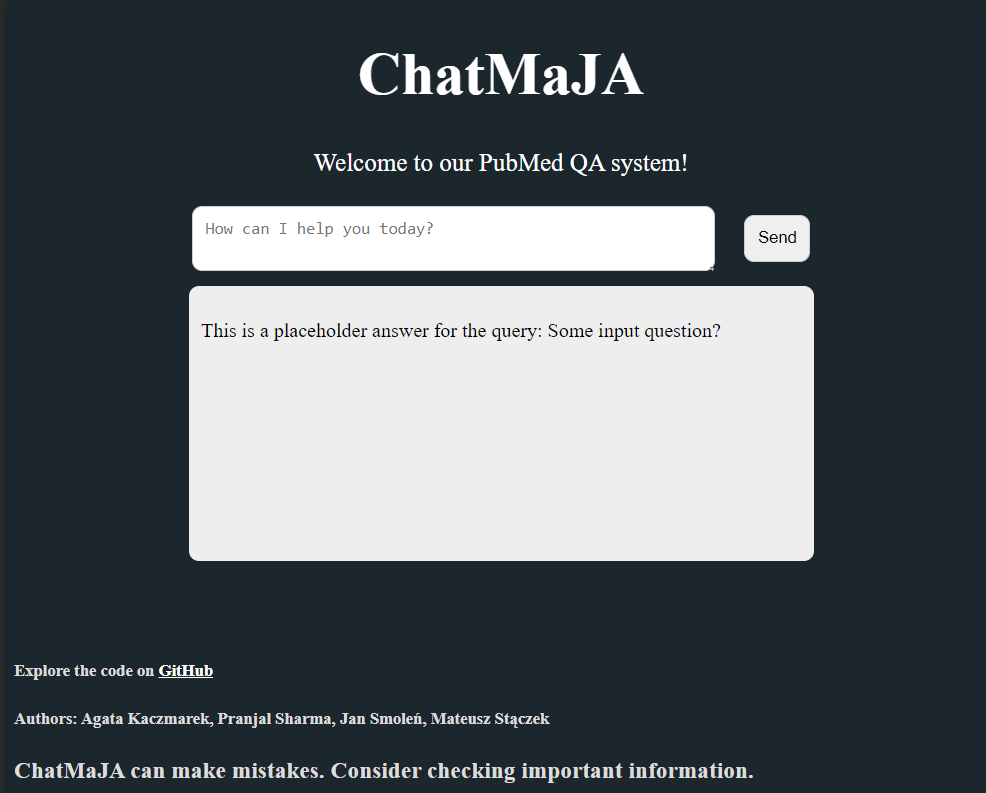 ChatMaJA
Welcome to our PubMed QA system!
How can I help you today?
Send
This is a placeholder answer for the query: Some input question?
Explore the code on GitHub
Authors: Agata Kaczmarek, Pranjal Sharma, Jan Smoleń, Mateusz Stączek
ChatMaJA can make mistakes. Consider checking important information.